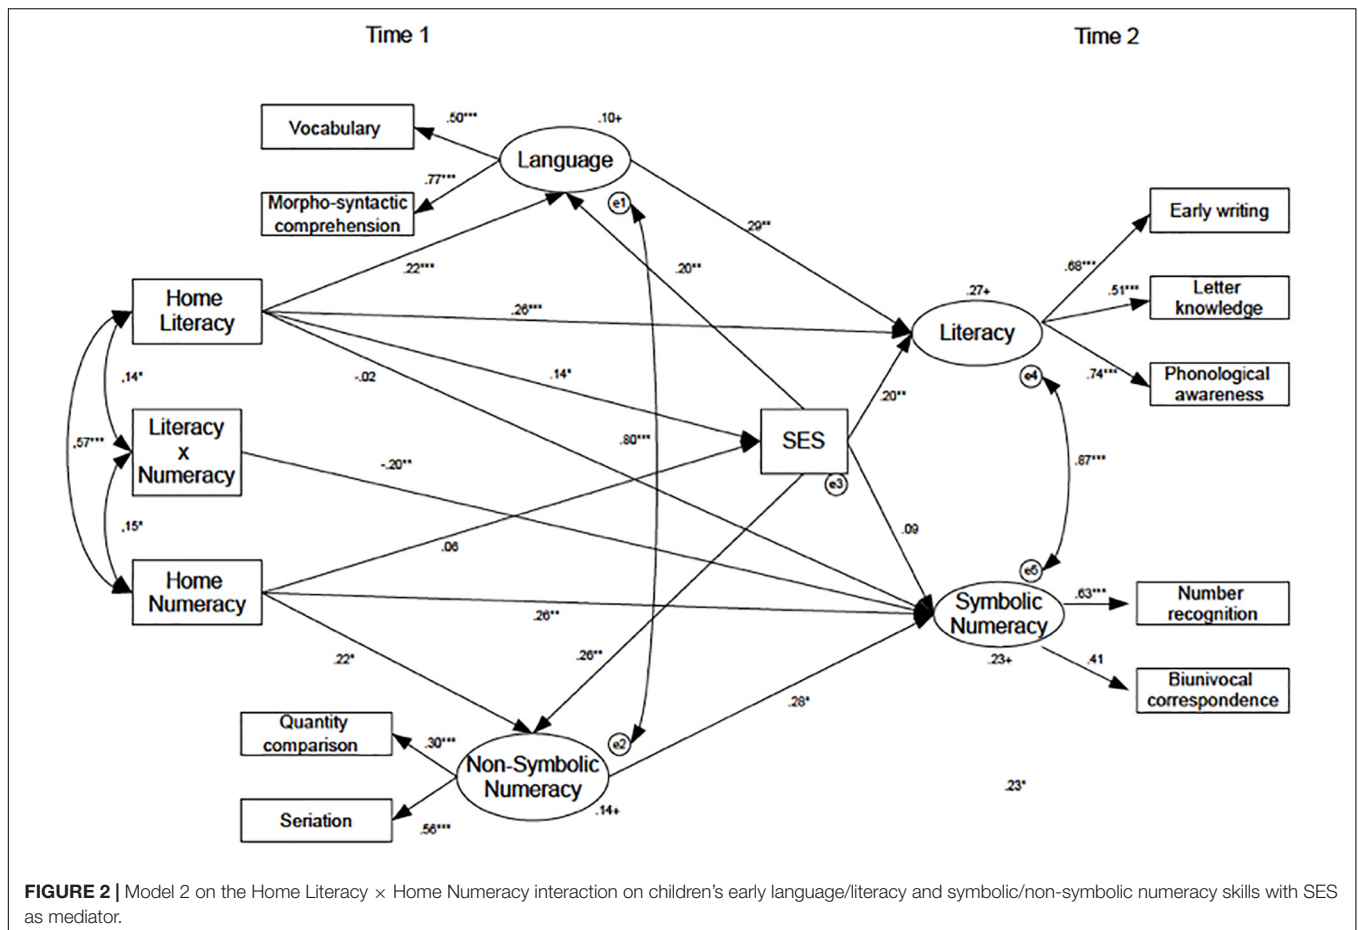 Time 1
Time 2
Vocabulary
.50***
.10+
Language
.77***
Morpho-syntactic
comprehension
e1
Early writing
.29**
.22***
.20**
.68***
Home
Literacy
.26***
.27+
.51***
Letter
knowledge
Literacy
.14*
-.02
.14*
e4
.74***
Phonological
awareness
.20**
Literacy
x
Numeracy
.57***
.80***
SES
.87***
-.20**
e3
.15*
.06
.09
Home
Numeracy
e5
.63***
Number
recognition
Symbolic
Numeracy
.26**
.22*
.26**
.23+
.41
Biunivocal
correspondence
.28*
Quantity
comparison
.30***
e2
Non-Symbolic
Numeracy
.23*
.14+
Seriation
.56***
FIGURE 2 | Model 2 on the Home Literacy × Home Numeracy interaction on children's early language/literacy and symbolic/non-symbolic numeracy skills with SES
as mediator.